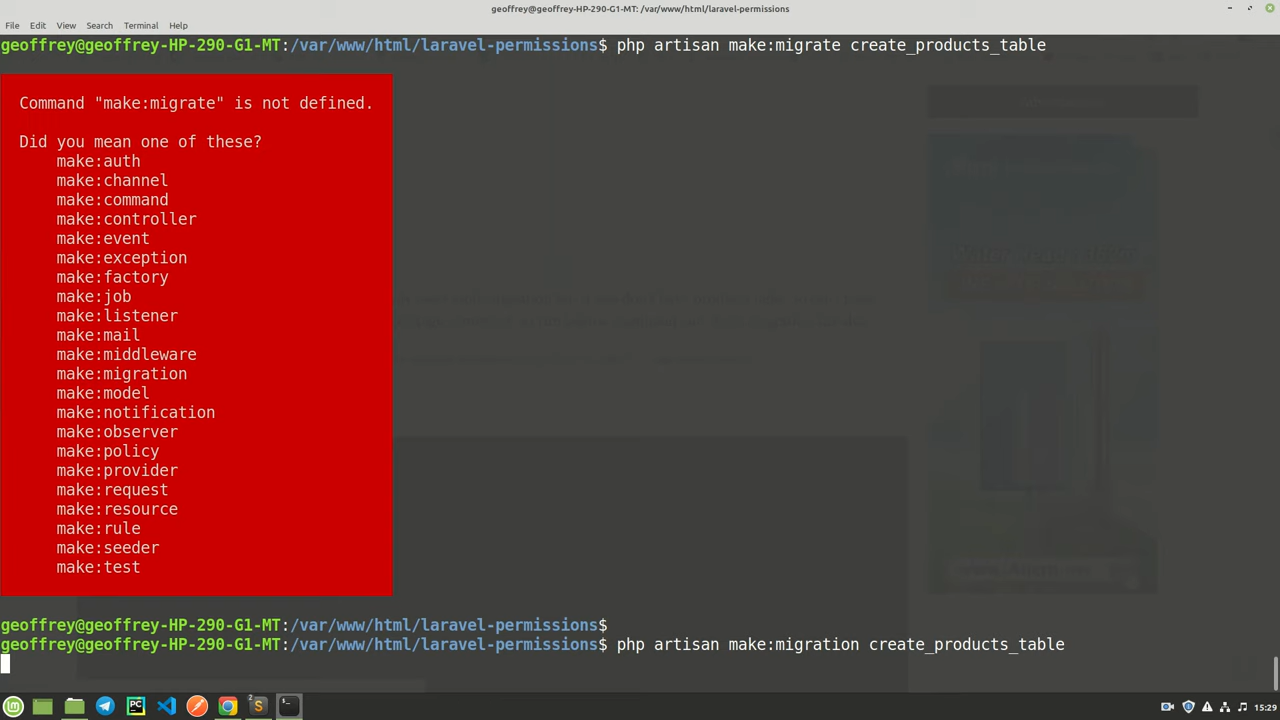 geoffrey@geoffrey-HP-290-G1-MT: /var/www/html/laravel-permissions
File Edit View Search Terminal Help
geoffrey@geoffrey-HP-290-G1-MT:/var/www/html/laravel-permissions$ php artisan make:migrate create_products_table
Command "make:migrate" is not defined.
Did you mean one of these?
make:auth
make:channel
make:command
make:controller
make:event
make:exception
make:factory
make:job
make:listener
make:mail
make:middleware
make:migration
make:model
make:notification
make:observer
make:policy
make:provider
make:request
make:resource
make:rule
make:seeder
make:test
geoffrey@geoffrey-HP-290-G1-MT:/var/www/html/laravel-permissions$
geoffrey@geoffrey-HP-290-G1-MT:/var/www/html/laravel-permissions$ php artisan make:migration create_products_table
15:29